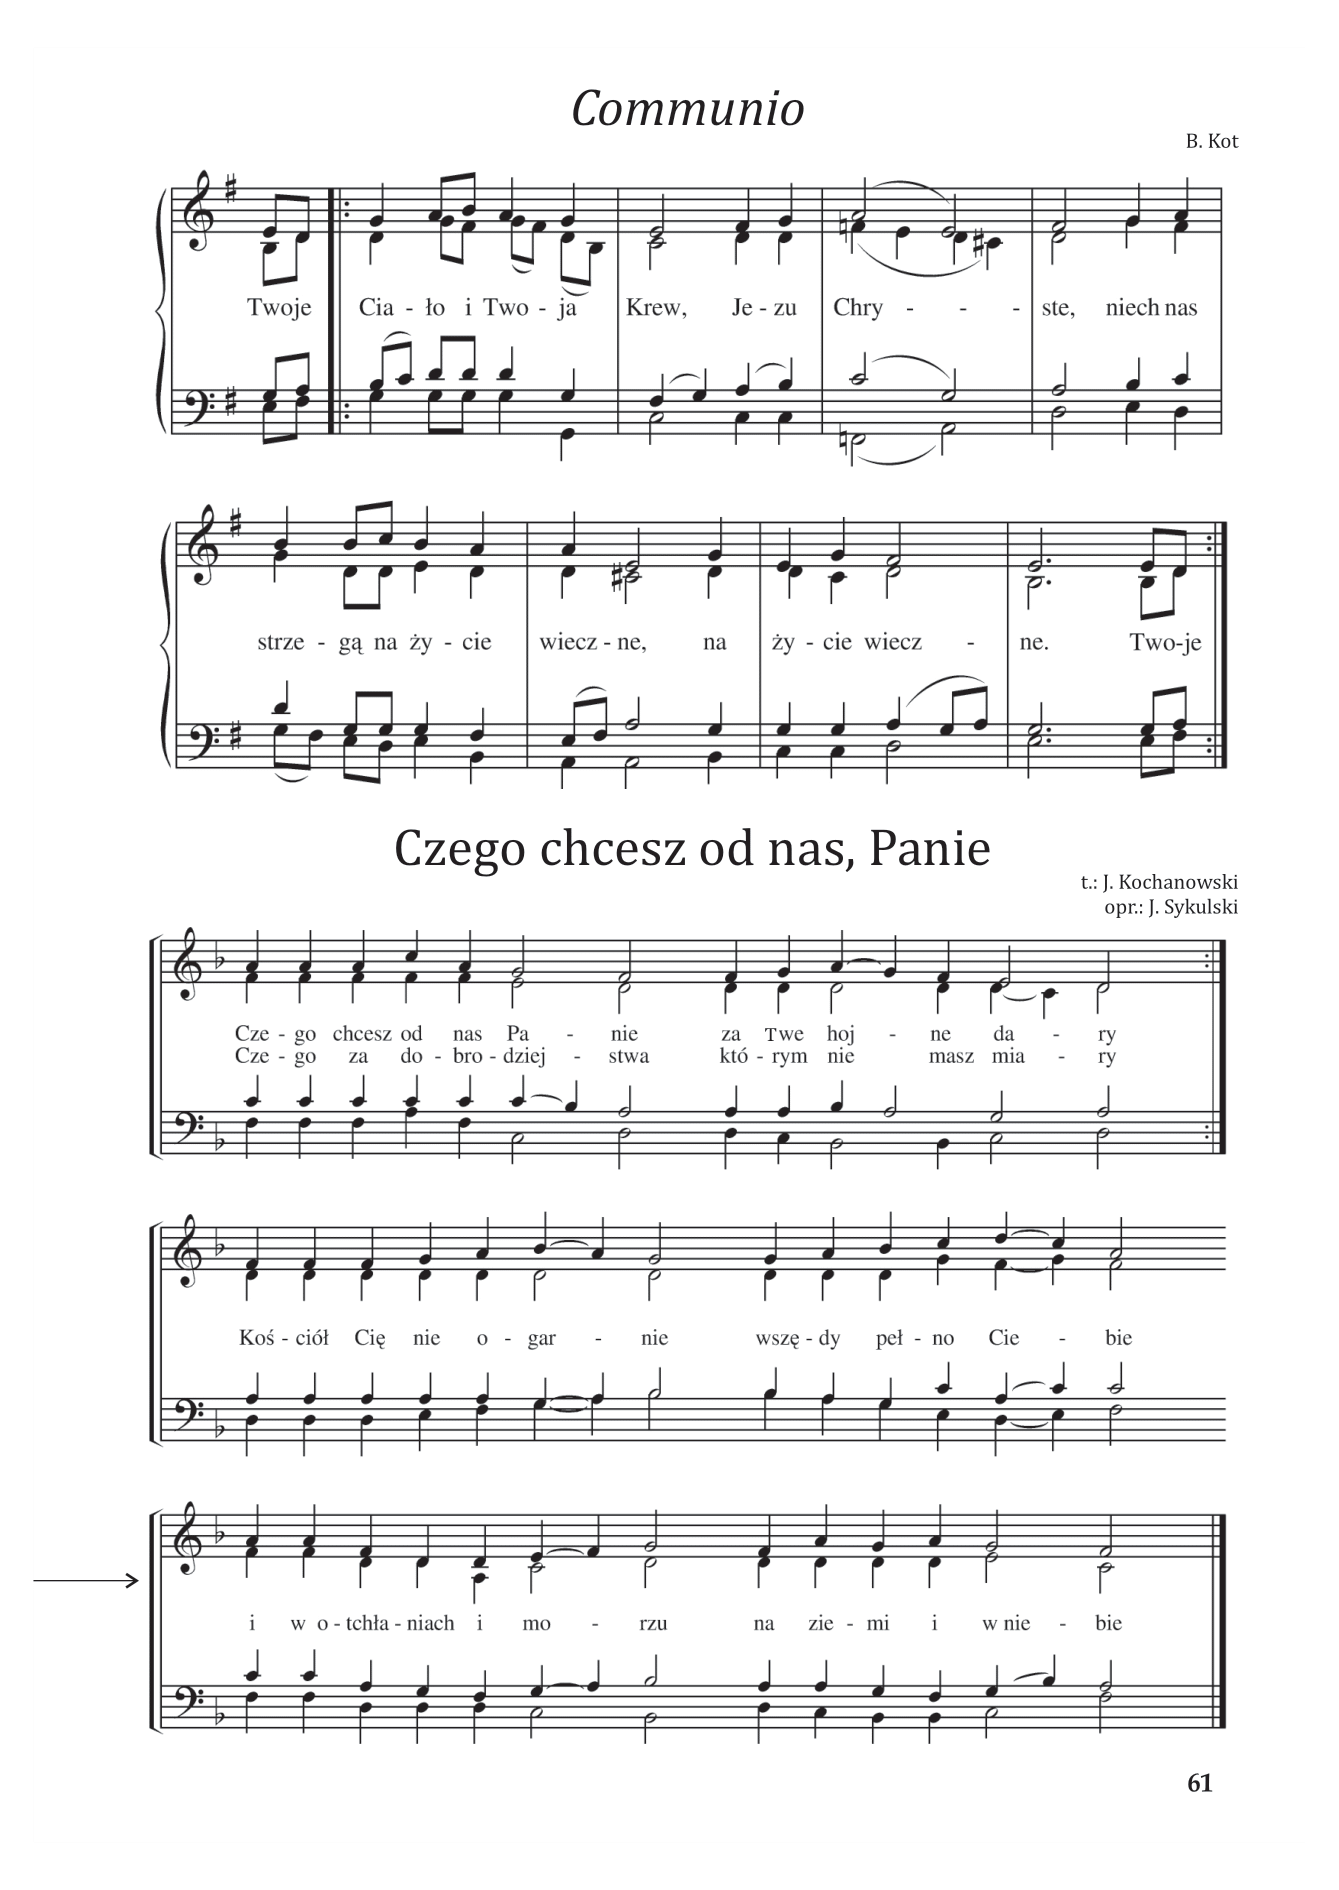 Communio
B. Kot
Twoje Cia - ło i Two - ja Krew, Je - zu Chry - - - ste, niech nas
strze - gą na ży - cie wiecz - ne, na ży - cie wiecz - ne. Two-je
Czego chcesz od nas, Panie
t.: J. Kochanowski
opr.: J. Sykulski
Cze - go chcesz od nas Pa - nie za Twe hoj - ne da - ry
Cze - go za do - bro - dziej - stwa któ - rym nie masz mia - ry
Koś - ciół Cię nie o - gar - nie wszę - dy peł - no Cie - bie
i w o - tchła - niach i mo - rzu na zie - mi i w nie - bie
61